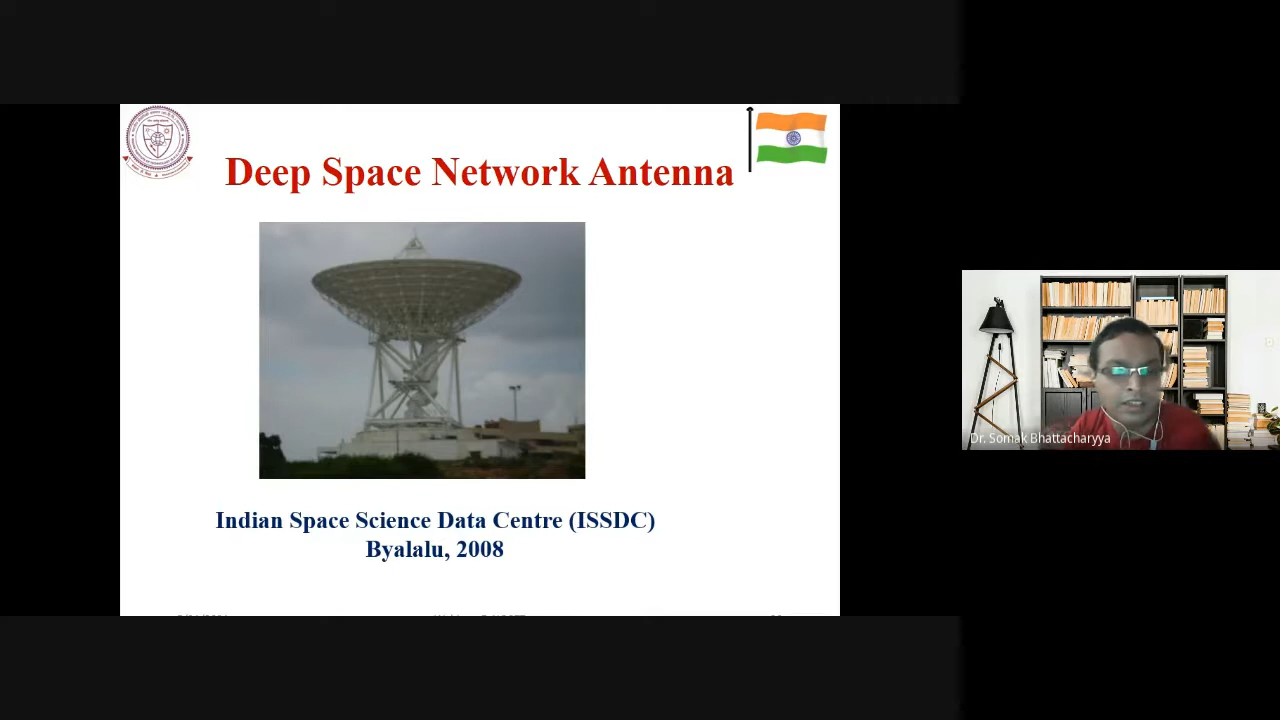 Deep Space Network Antenna
Indian Space Science Data Centre (ISSDC)
Byalalu, 2008
Dr. Somak Bhattacharyya